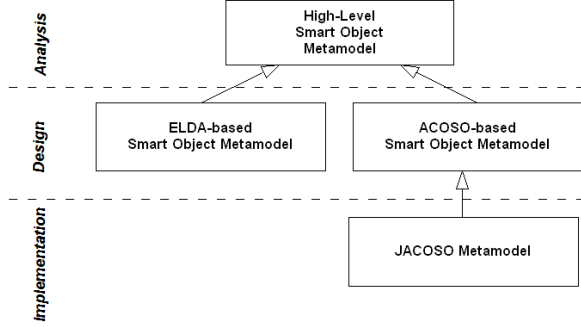 Analysis
High-Level
Smart Object
Metamodel
Design
ELDA-based
Smart Object Metamodel
ACOSO-based
Smart Object Metamodel
Implementation
JACOSO Metamodel